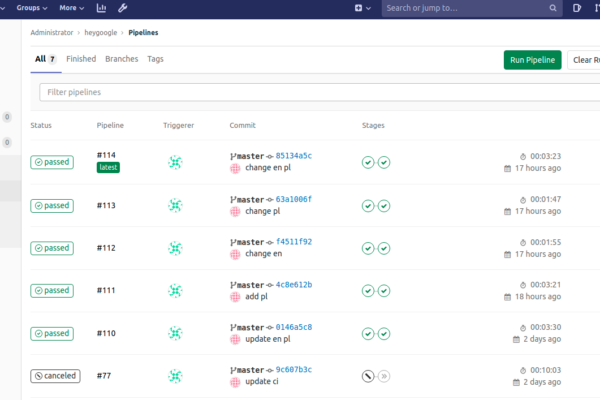 Groups More Search or jump to…
Administrator > heygoogle > Pipelines
All 7 Finished Branches Tags Run Pipeline Clear Ru
Filter pipelines
0
0
Status Pipeline Triggerer Commit Stages
passed #114 master 85134a5c 00:03:23
latest change en pl 17 hours ago
passed #113 master 63a1006f 00:01:47
change pl 17 hours ago
passed #112 master f4511f92 00:01:55
change en 17 hours ago
passed #111 master 4c8e612b 00:03:21
add pl 18 hours ago
passed #110 master 0146a5c8 00:03:30
update en pl 2 days ago
canceled #77 master 9c607b3c 00:10:03
update ci 2 days ago